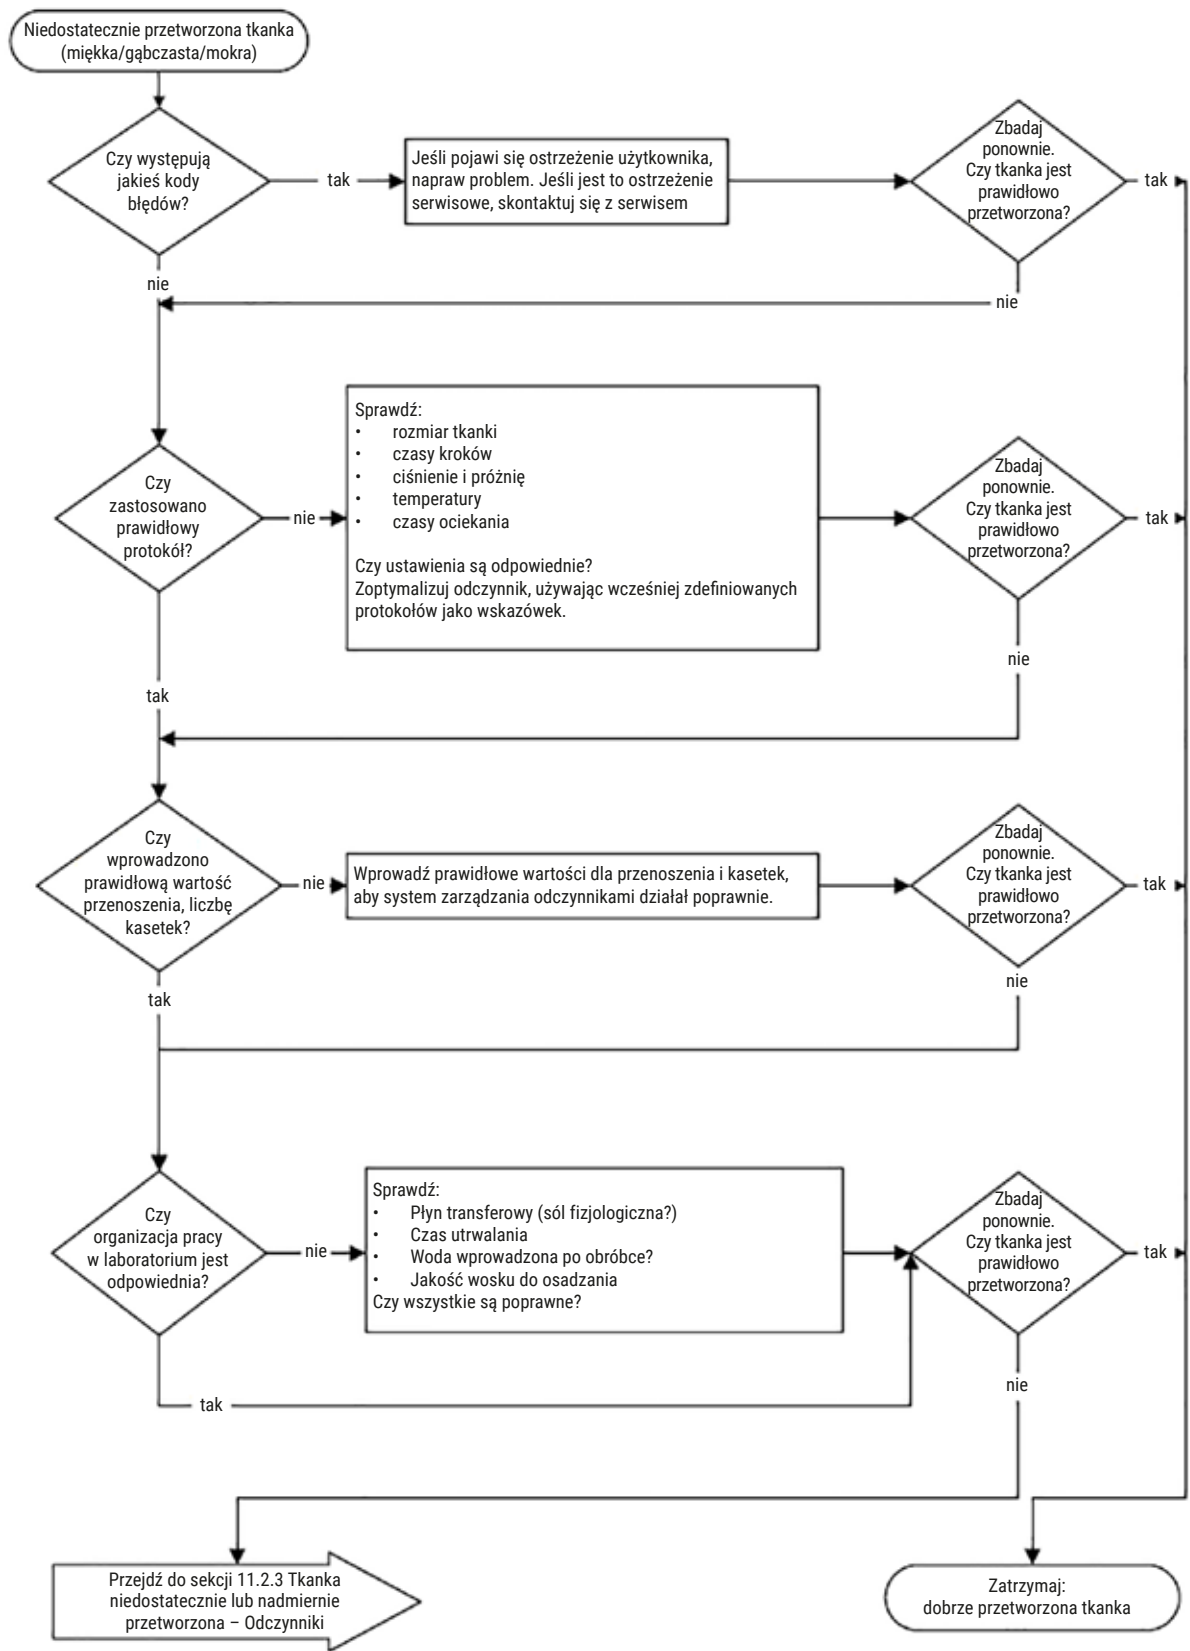 Niedostatecznie przetworzona tkanka
(miękka/gąbczasta/mokra)
Czy występują
jakieś kody
błędów?
tak
Jeśli pojawi się ostrzeżenie użytkownika,
napraw problem. Jeśli jest to ostrzeżenie
serwisowe, skontaktuj się z serwisem
Zbadaj
ponownie.
Czy tkanka jest
prawidłowo
przetworzona?
tak
nie
nie
Czy
zastosowano
prawidłowy
protokół?
nie
Sprawdź:
• rozmiar tkanki
• czasy kroków
• ciśnienie i próżnię
• temperatury
• czasy ociekania
Czy ustawienia są odpowiednie?
Zoptymalizuj odczynnik, używając wcześniej zdefiniowanych
protokołów jako wskazówek.
Zbadaj
ponownie.
Czy tkanka jest
prawidłowo
przetworzona?
tak
nie
tak
Czy
wprowadzono
prawidłową wartość
przenoszenia, liczbę
kasetek?
nie
Wprowadź prawidłowe wartości dla przenoszenia i kasetek,
aby system zarządzania odczynnikami działał poprawnie.
Zbadaj
ponownie.
Czy tkanka jest
prawidłowo
przetworzona?
tak
nie
tak
Czy
organizacja pracy
w laboratorium jest
odpowiednia?
nie
Sprawdź:
• Płyn transferowy (sól fizjologiczna?)
• Czas utrwalania
• Woda wprowadzona po obróbce?
• Jakość wosku do osadzania
Czy wszystkie są poprawne?
Zbadaj
ponownie.
Czy tkanka jest
prawidłowo
przetworzona?
tak
nie
tak
Przejdź do sekcji 11.2.3 Tkanka
niedostatecznie lub nadmiernie
przetworzona – Odczynniki
Zatrzymaj:
dobrze przetworzona tkanka